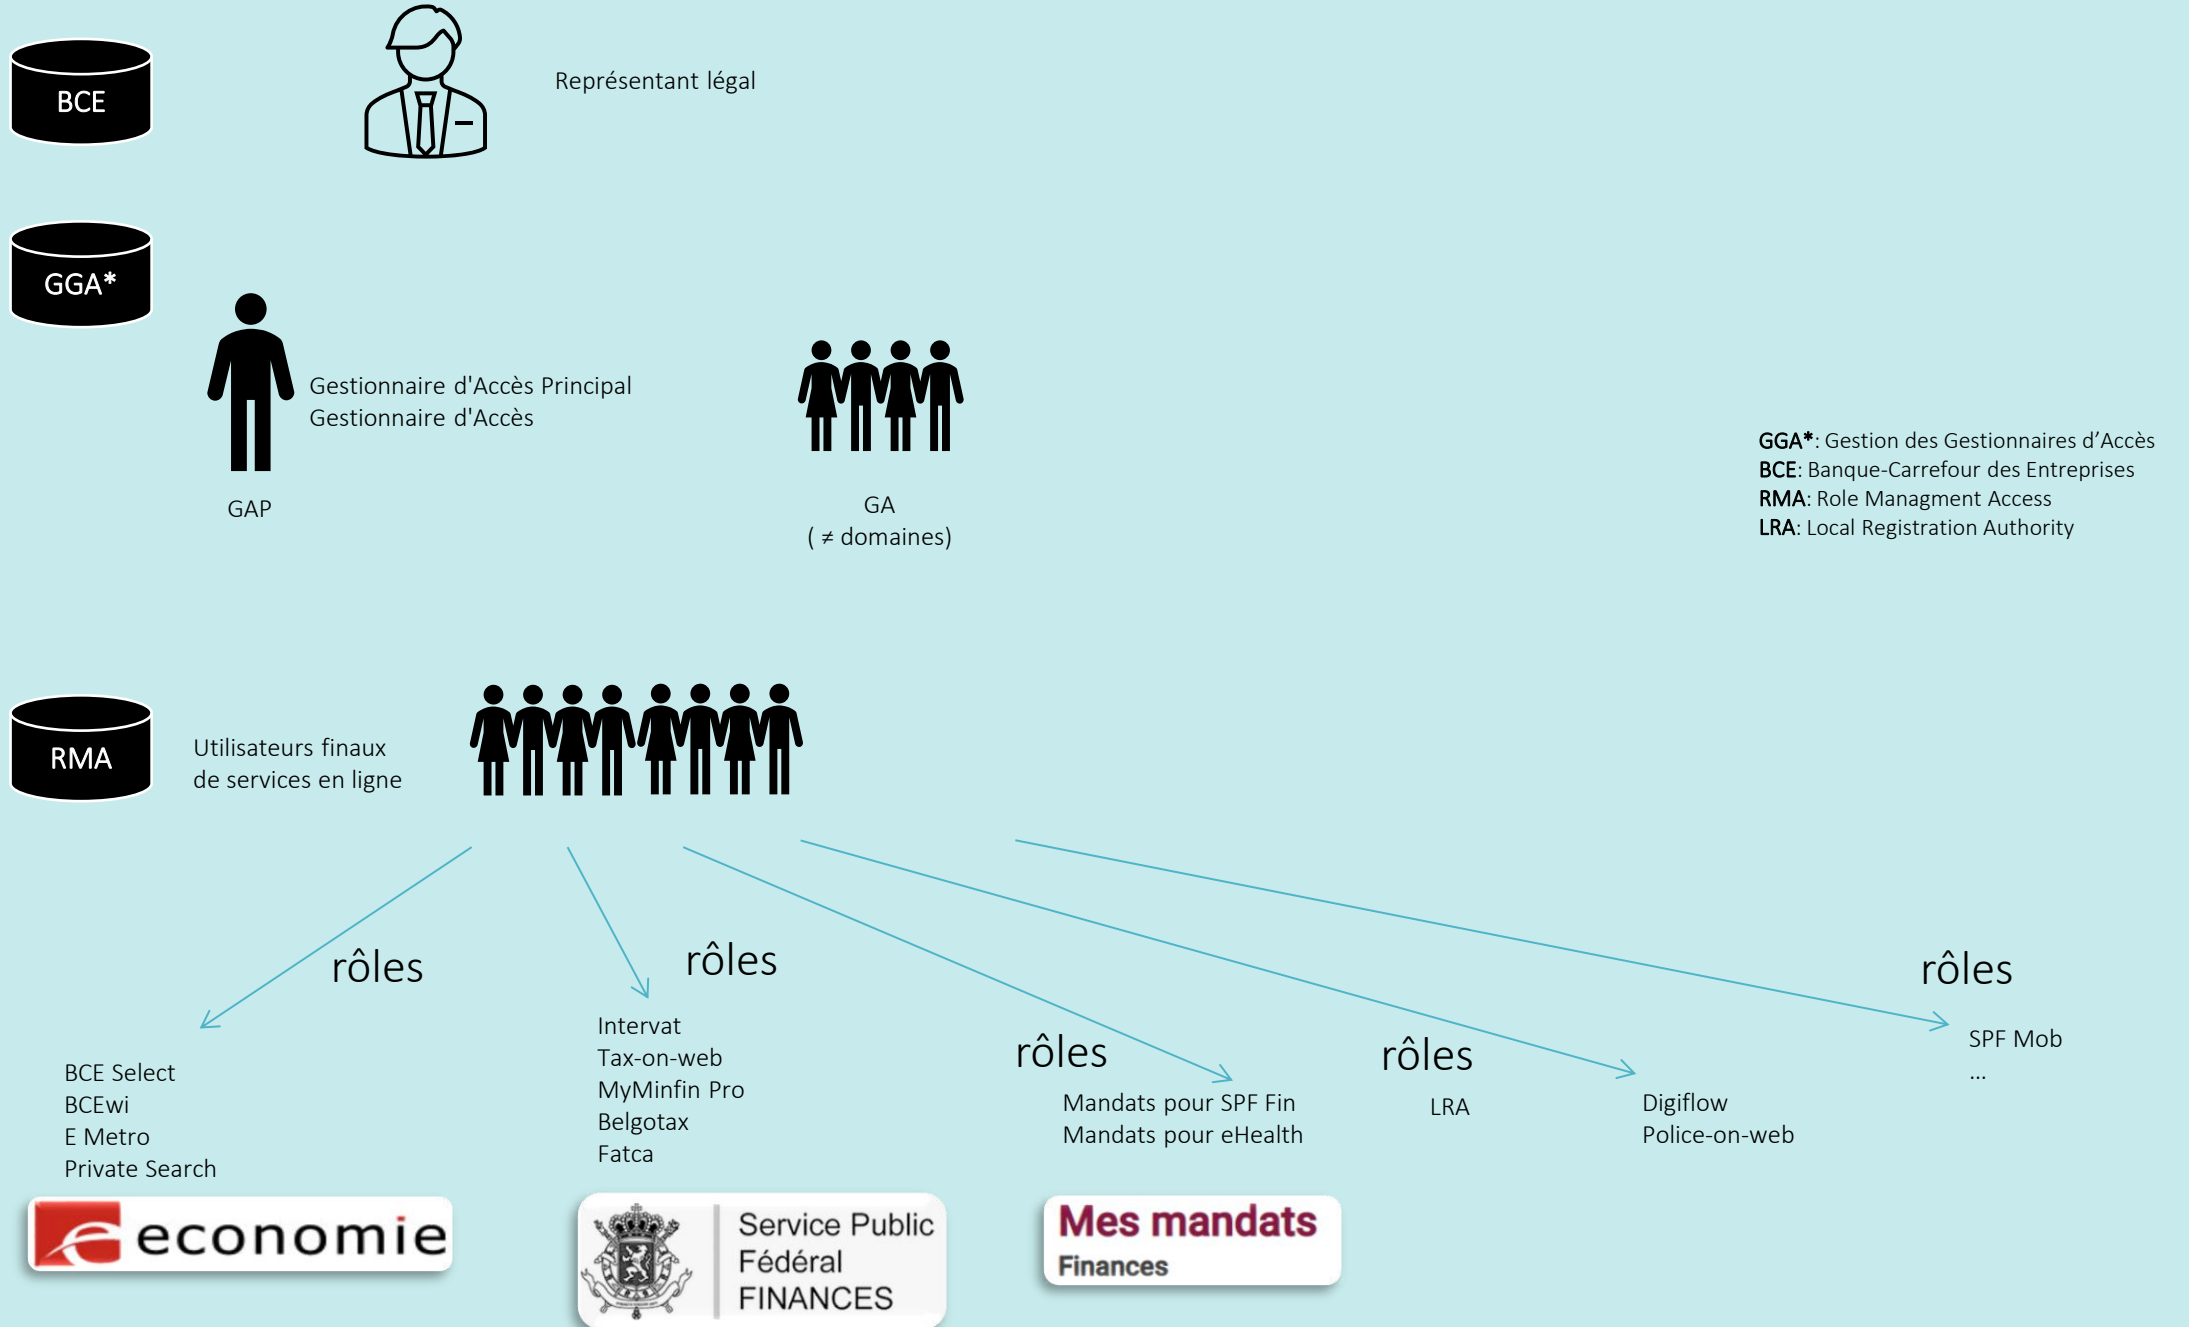 BCE
Représentant légal
GGA*
Gestionnaire d'Accès Principal
Gestionnaire d'Accès
GAP
GA
( ≠ domaines)
GGA*: Gestion des Gestionnaires d’Accès
BCE: Banque-Carrefour des Entreprises
RMA: Role Managment Access
LRA: Local Registration Authority
RMA
Utilisateurs finaux
de services en ligne
rôles
BCE Select
BCEwi
E Metro
Private Search
economie
rôles
Intervat
Tax-on-web
MyMinfin Pro
Belgotax
Fatca
Service Public
Fédéral
FINANCES
rôles
Mandats pour SPF Fin
Mandats pour eHealth
Mes mandats
Finances
rôles
LRA
Digiflow
Police-on-web
rôles
SPF Mob
...